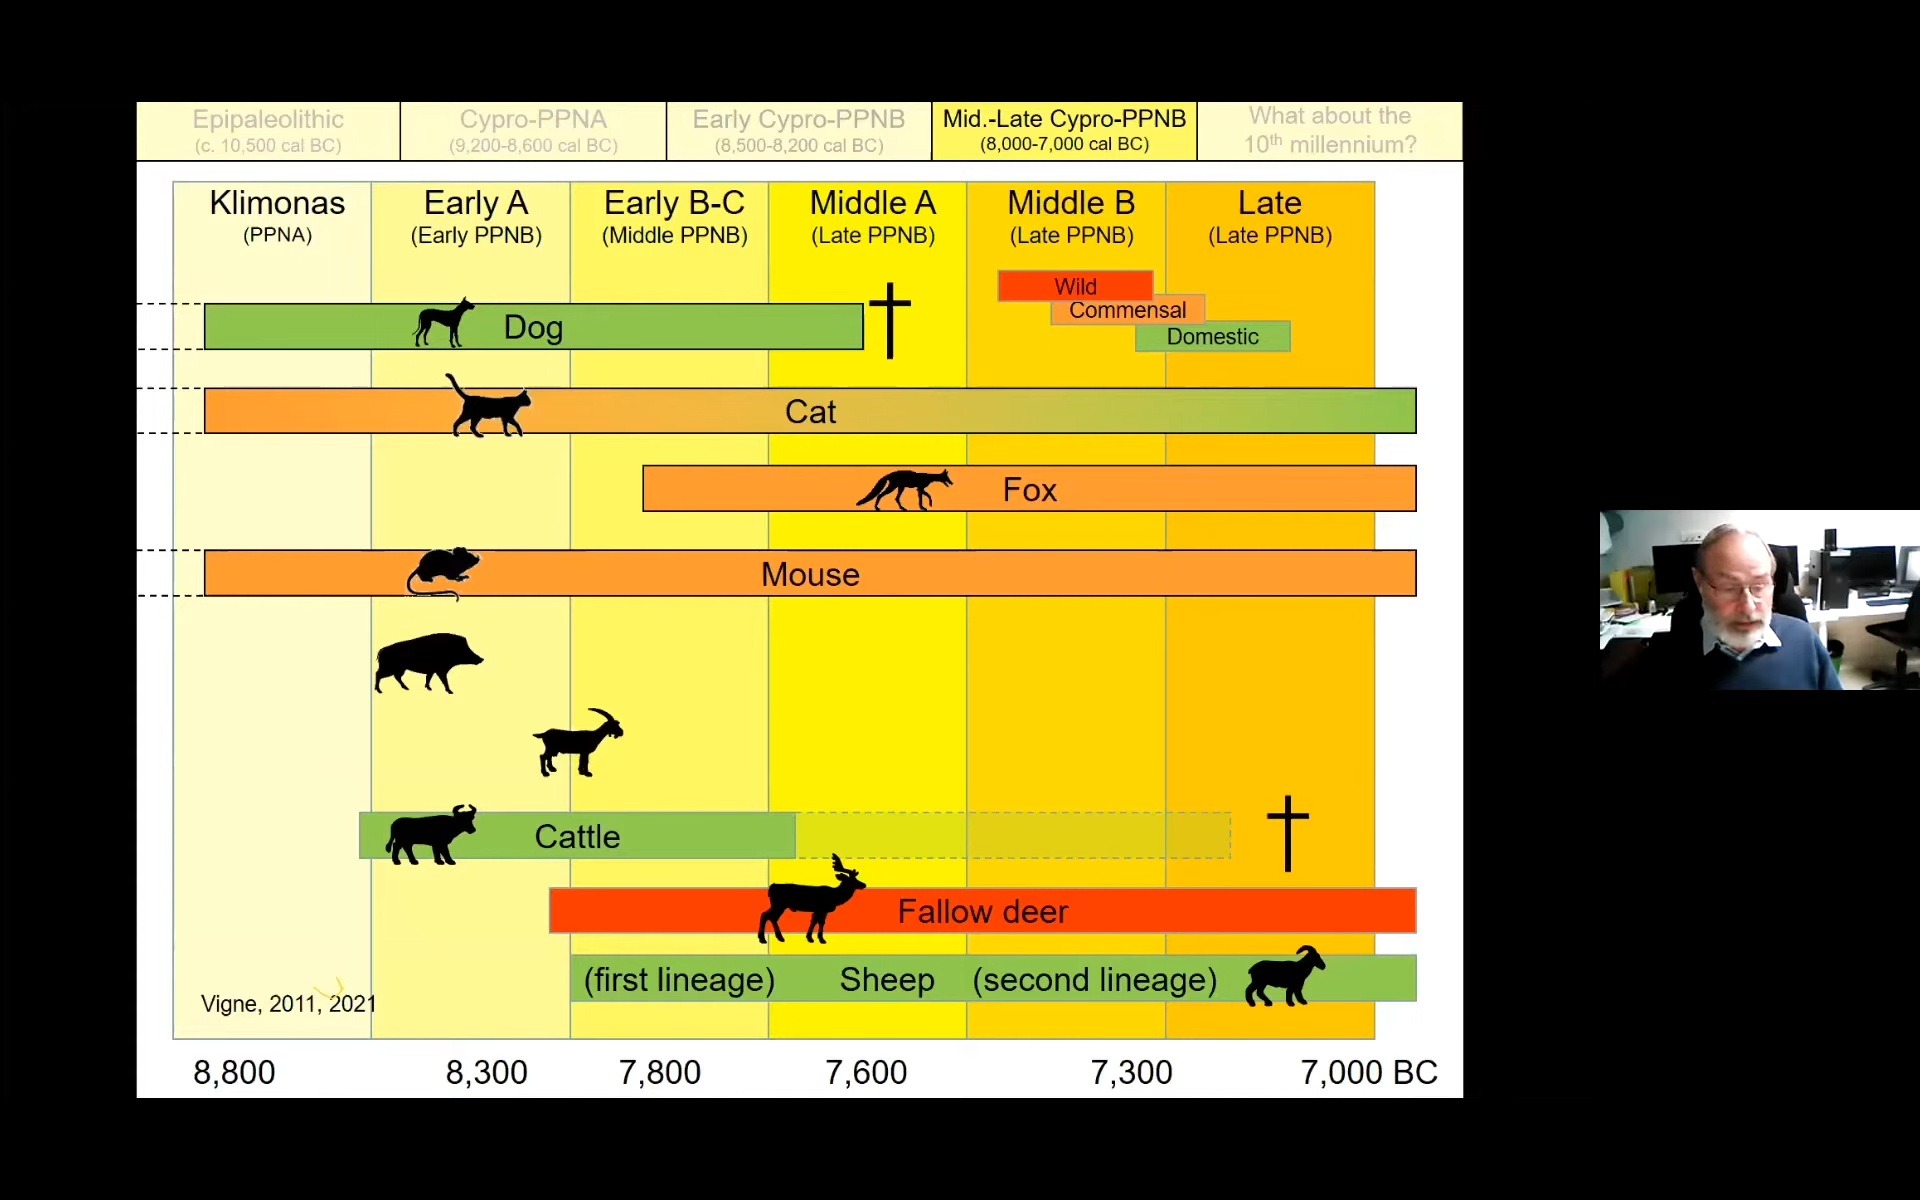 Epipaleolithic
(c. 10,500 cal BC)
Cypro-PPNA
(9,200-8,600 cal BC)
Early Cypro-PPNB
(8,500-8,200 cal BC)
Mid.-Late Cypro-PPNB
(8,000-7,000 cal BC)
What about the
10th millennium?
Klimonas
(PPNA)
Early A
(Early PPNB)
Early B-C
(Middle PPNB)
Middle A
(Late PPNB)
Middle B
(Late PPNB)
Late
(Late PPNB)
Wild
Commensal
Domestic
Dog
Cat
Fox
Mouse
Cattle
Fallow deer
(first lineage) Sheep (second lineage)
Vigne, 2011, 2021
8,800 8,300 7,800 7,600 7,300 7,000 BC